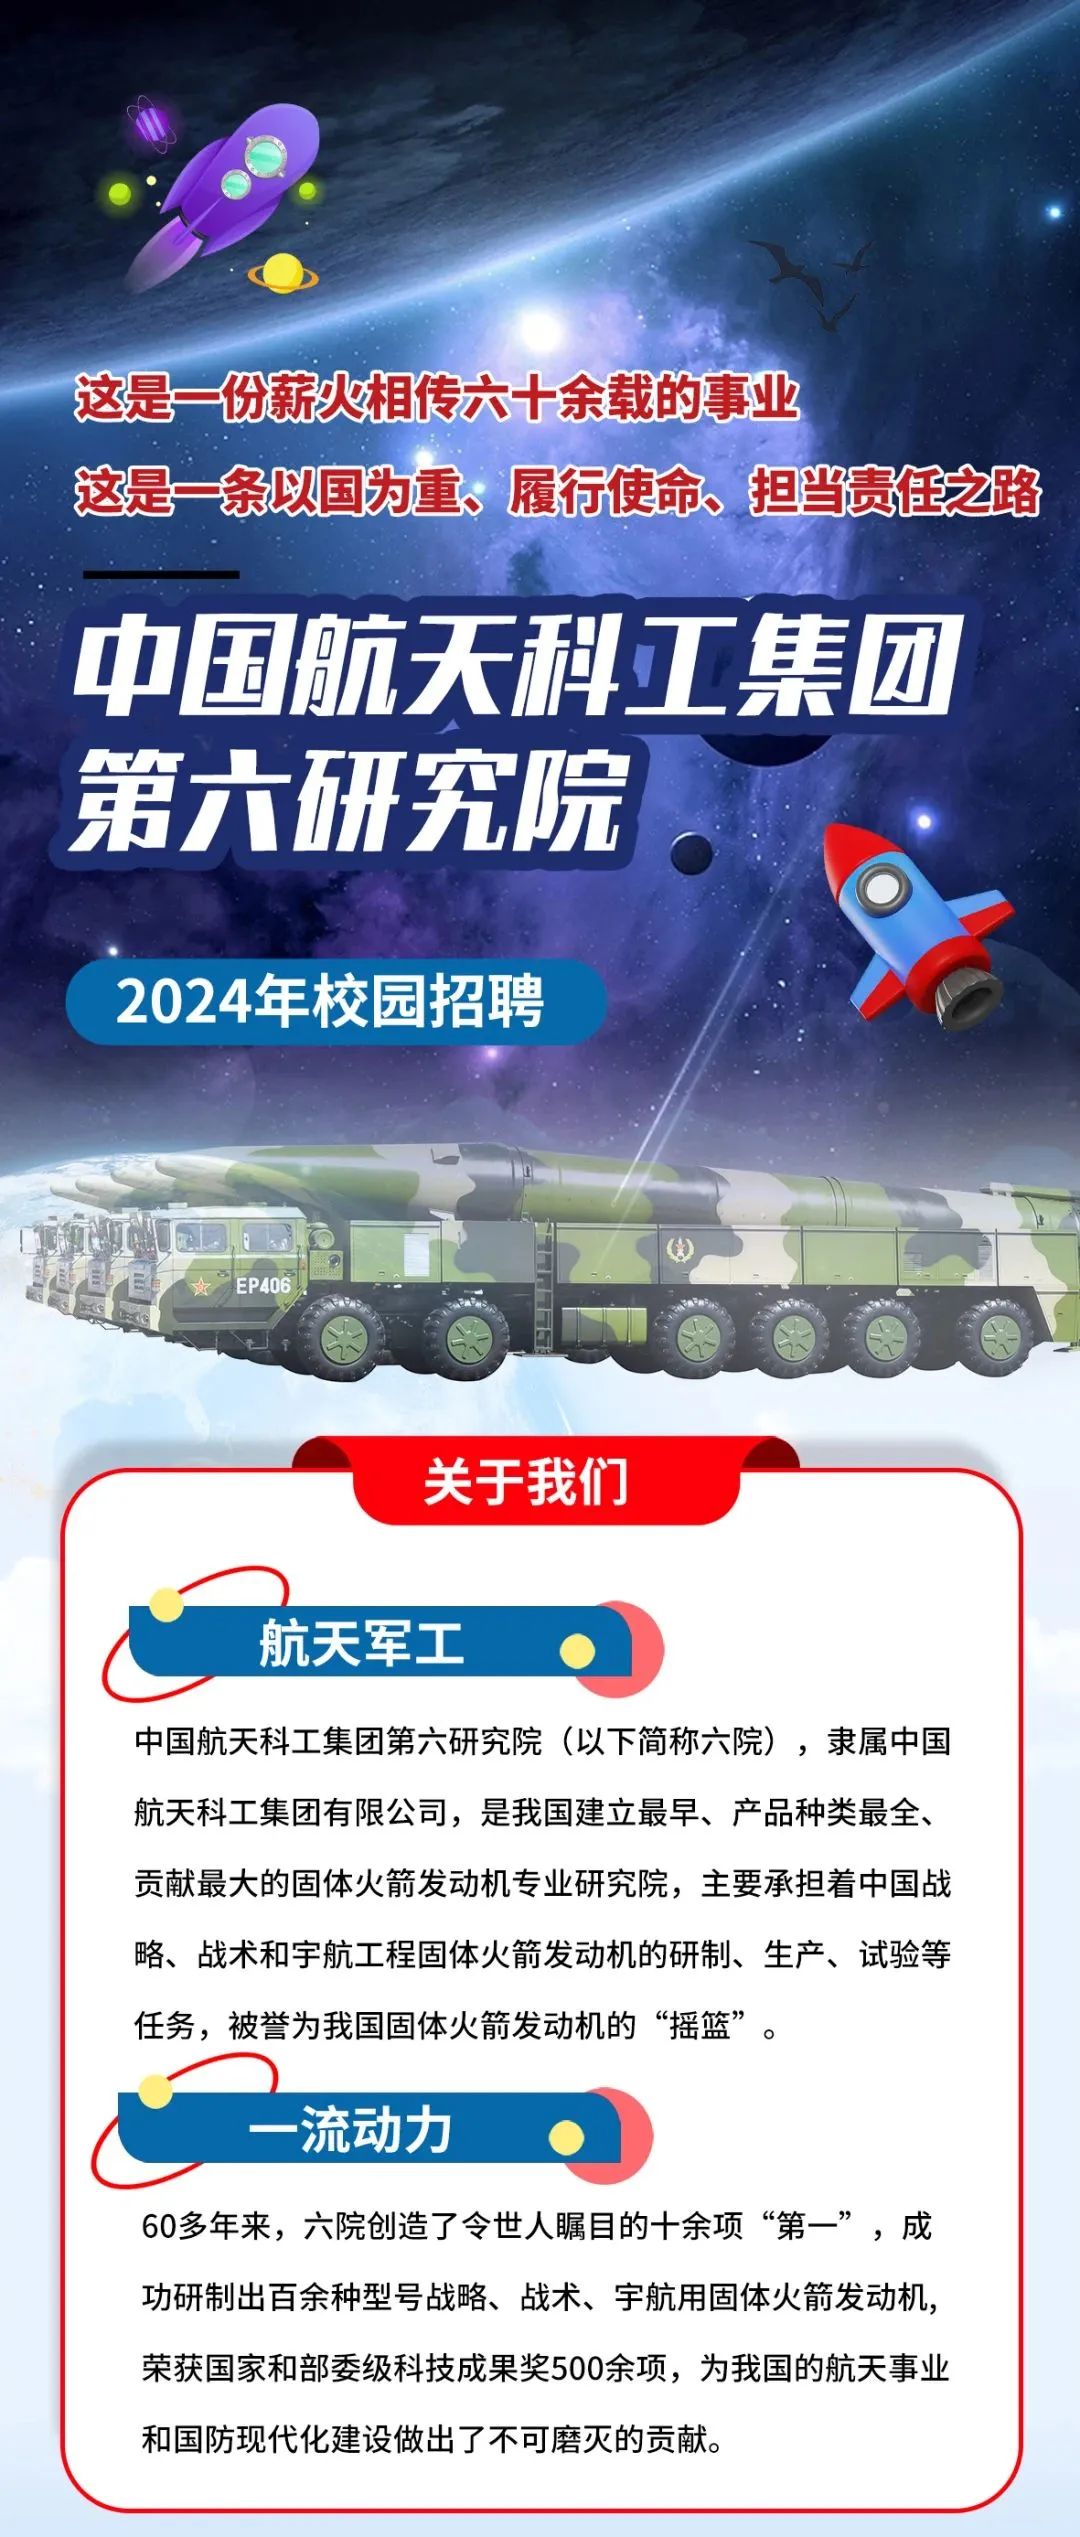 这是一份薪火相传六十余载的事业
这是一条以国为重、履行使命、担当责任之路
中国航天科工集团
第六研究院
2024年校园招聘
EP406
关于我们
航天军工
中国航天科工集团第六研究院（以下简称六院），隶属中国
航天科工集团有限公司，是我国建立最早、产品种类最全、
贡献最大的固体火箭发动机专业研究院，主要承担着中国战
略、战术和宇航工程固体火箭发动机的研制、生产、试验等
任务，被誉为我国固体火箭发动机的“摇篮”。
一流动力
60多年来，六院创造了令世人瞩目的十余项“第一”，成
功研制出百余种型号战略、战术、宇航用固体火箭发动机,
荣获国家和部委级科技成果奖500余项，为我国的航天事业
和国防现代化建设做出了不可磨灭的贡献。